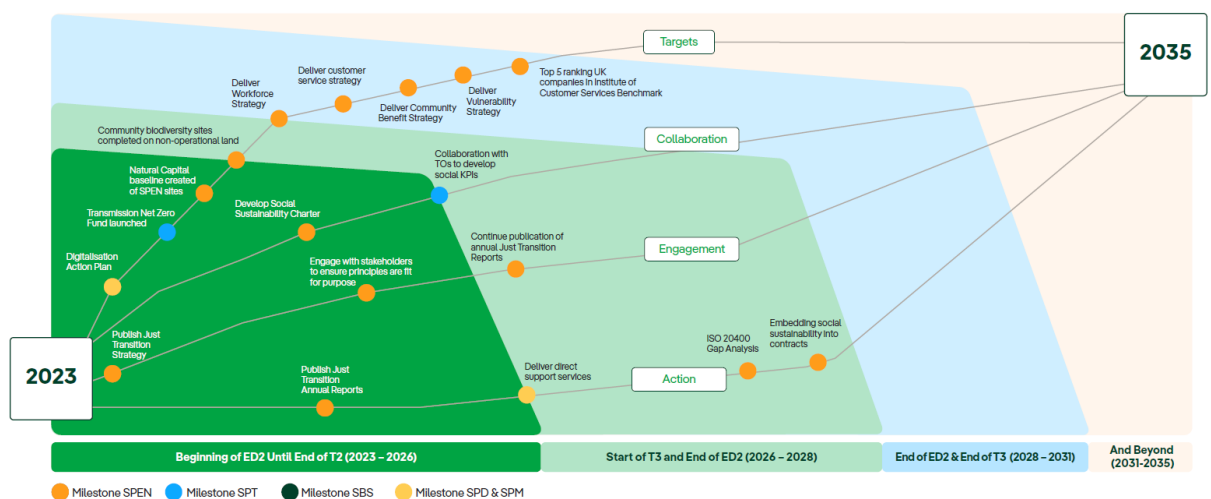 Targets
2035
Deliver customer
service strategy
Top 5 ranking UK
companies in Institute of
Customer Services Benchmark
Deliver
Workforce
Strategy
Deliver
Vulnerability
Strategy
Deliver Community
Benefit Strategy
Community biodiversity sites
completed on non-operational land
Collaboration
Collaboration with
TOs to develop
social KPIs
Natural Capital
baseline created
of SPEN sites
Develop Social
Sustainability Charter
Transmission Net Zero
Fund launched
Continue publication of
annual Just Transition
Reports
Engagement
Digitalisation
Action Plan
Engage with stakeholders
to ensure principles are fit
for purpose
Publish Just
Transition
Strategy
Embedding social
sustainability into
contracts
ISO 20400
Gap Analysis
2023
Publish Just
Transition
Annual Reports
Deliver direct
support services
Action
Beginning of ED2 Until End of T2 (2023 – 2026)
Start of T3 and End of ED2 (2026 – 2028)
End of ED2 & End of T3 (2028 – 2031)
And Beyond
(2031-2035)
Milestone SPEN
Milestone SPT
Milestone SBS
Milestone SPD & SPM